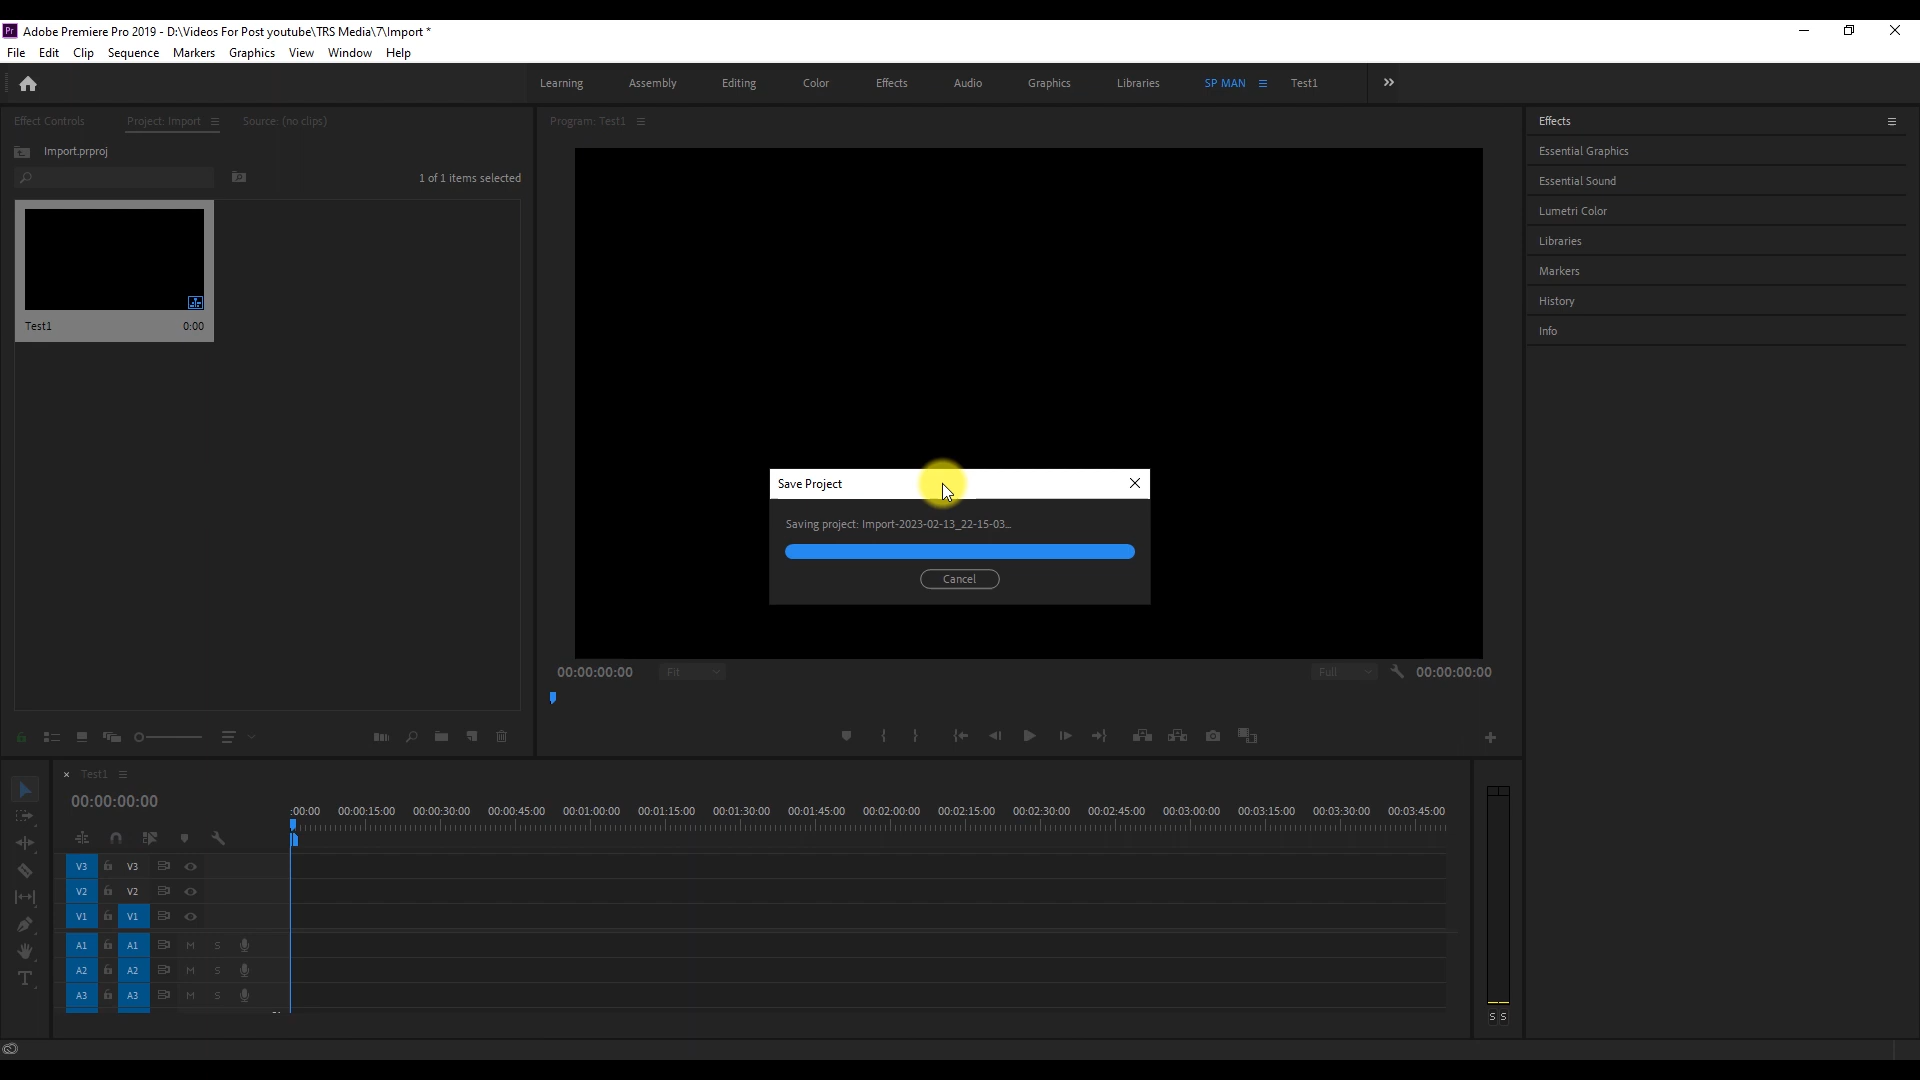 Pr Adobe Premiere Pro 2019 - D:\Videos For Post youtube\TRS Media\7\Import *
File Edit Clip Sequence Markers Graphics View Window Help
Learning Assembly Editing Color Effects Audio Graphics Libraries SP MAN Test1
Effect Controls Project: Import Source: (no clips)
Program: Test1
Effects
Import.prproj
Essential Graphics
1 of 1 items selected
Essential Sound
Lumetri Color
Libraries
Markers
History
Info
Test1 0:00
Save Project
Saving project: Import-2023-02-13_22-15-03...
Cancel
00:00:00:00 Fit Full 00:00:00:00
× Test1
00:00:00:00
:00:00 00:00:15:00 00:00:30:00 00:00:45:00 00:01:00:00 00:01:15:00 00:01:30:00 00:01:45:00 00:02:00:00 00:02:15:00 00:02:30:00 00:02:45:00 00:03:00:00 00:03:15:00 00:03:30:00 00:03:45:00
V3 V3
V2 V2
V1 V1
A1 A1 M S
A2 A2 M S
A3 A3 M S
S S